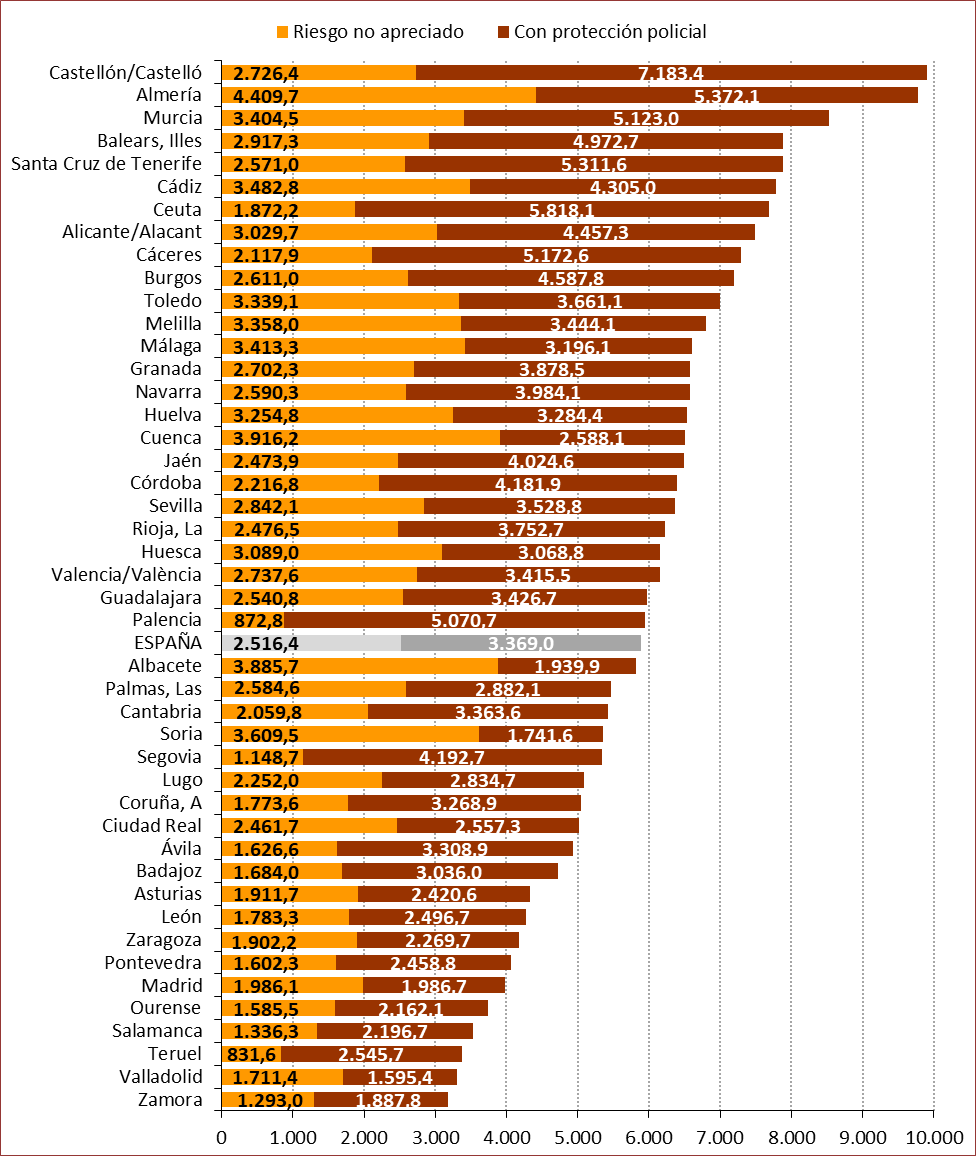 Riesgo no apreciado Con protección policial
Castellón/Castelló 2.726,4 7.183,4
Almería 4.409,7 5.372,1
Murcia 3.404,5 5.123,0
Balears, Illes 2.917,3 4.972,7
Santa Cruz de Tenerife 2.571,0 5.311,6
Cádiz 3.482,8 4.305,0
Ceuta 1.872,2 5.818,1
Alicante/Alacant 3.029,7 4.457,3
Cáceres 2.117,9 5.172,6
Burgos 2.611,0 4.587,8
Toledo 3.339,1 3.661,1
Melilla 3.358,0 3.444,1
Málaga 3.413,3 3.196,1
Granada 2.702,3 3.878,5
Navarra 2.590,3 3.984,1
Huelva 3.254,8 3.284,4
Cuenca 3.916,2 2.588,1
Jaén 2.473,9 4.024,6
Córdoba 2.216,8 4.181,9
Sevilla 2.842,1 3.528,8
Rioja, La 2.476,5 3.752,7
Huesca 3.089,0 3.068,8
Valencia/València 2.737,6 3.415,5
Guadalajara 2.540,8 3.426,7
Palencia 872,8 5.070,7
ESPAÑA 2.516,4 3.369,0
Albacete 3.885,7 1.939,9
Palmas, Las 2.584,6 2.882,1
Cantabria 2.059,8 3.363,6
Soria 3.609,5 1.741,6
Segovia 1.148,7 4.192,7
Lugo 2.252,0 2.834,7
Coruña, A 1.773,6 3.268,9
Ciudad Real 2.461,7 2.557,3
Ávila 1.626,6 3.308,9
Badajoz 1.684,0 3.036,0
Asturias 1.911,7 2.420,6
León 1.783,3 2.496,7
Zaragoza 1.902,2 2.269,7
Pontevedra 1.602,3 2.458,8
Madrid 1.986,1 1.986,7
Ourense 1.585,5 2.162,1
Salamanca 1.336,3 2.196,7
Teruel 831,6 2.545,7
Valladolid 1.711,4 1.595,4
Zamora 1.293,0 1.887,8
0 1.000 2.000 3.000 4.000 5.000 6.000 7.000 8.000 9.000 10.000